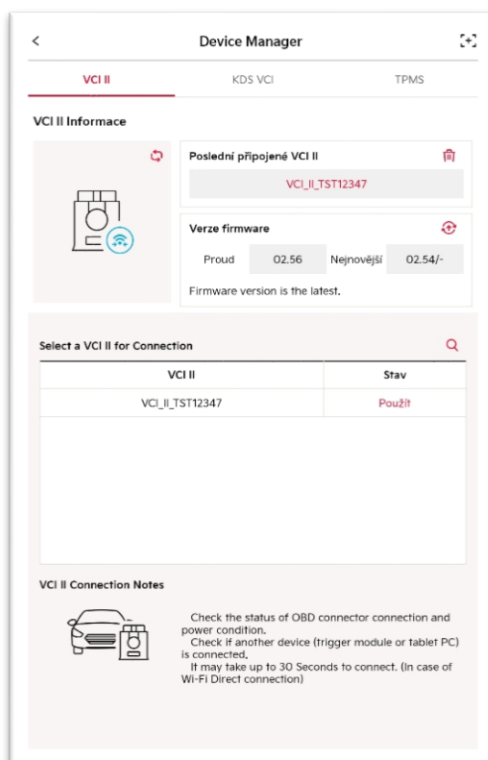 Device Manager
VCI II KDS VCI TPMS
VCI II Informace
Poslední připojené VCI II
VCI_II_TST12347
Verze firmware
Proud 02.56 Nejnovější 02.54/-
Firmware version is the latest.
Select a VCI II for Connection
VCI II Stav
VCI_II_TST12347 Použít
VCI II Connection Notes
Check the status of OBD connector connection and
power condition.
Check if another device (trigger module or tablet PC)
is connected.
It may take up to 30 Seconds to connect. (In case of
Wi-Fi Direct connection)